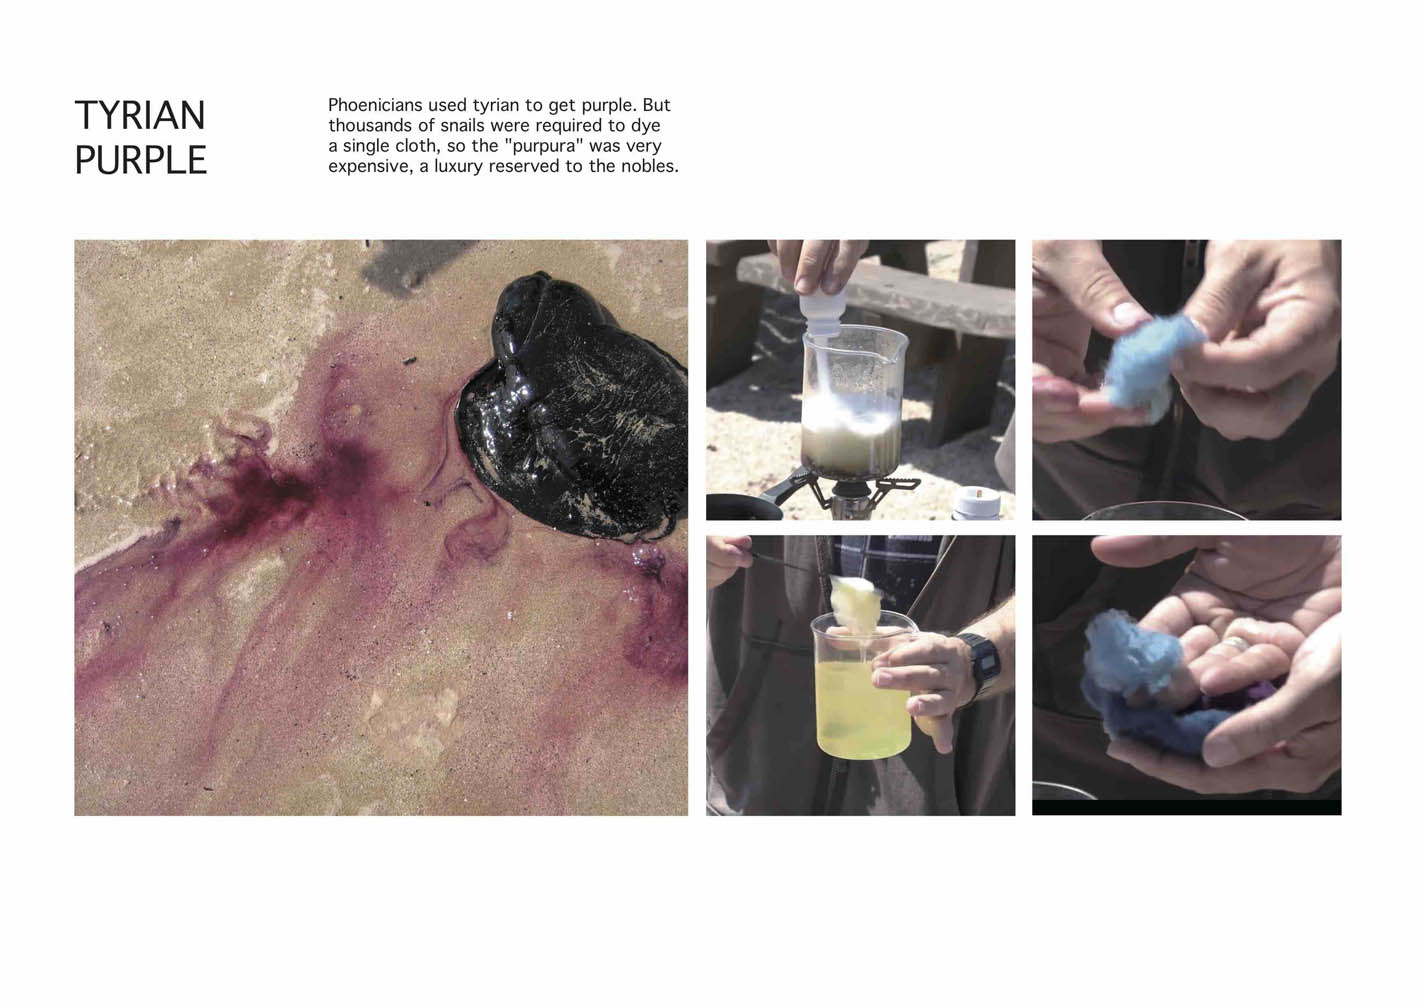 TYRIAN
PURPLE
Phoenicians used tyrian to get purple. But
thousands of snails were required to dye
a single cloth, so the "purpura" was very
expensive, a luxury reserved to the nobles.